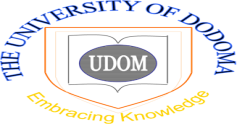 THE UNIVERSITY OF DODOMA
UDOM
Embracing Knowledge